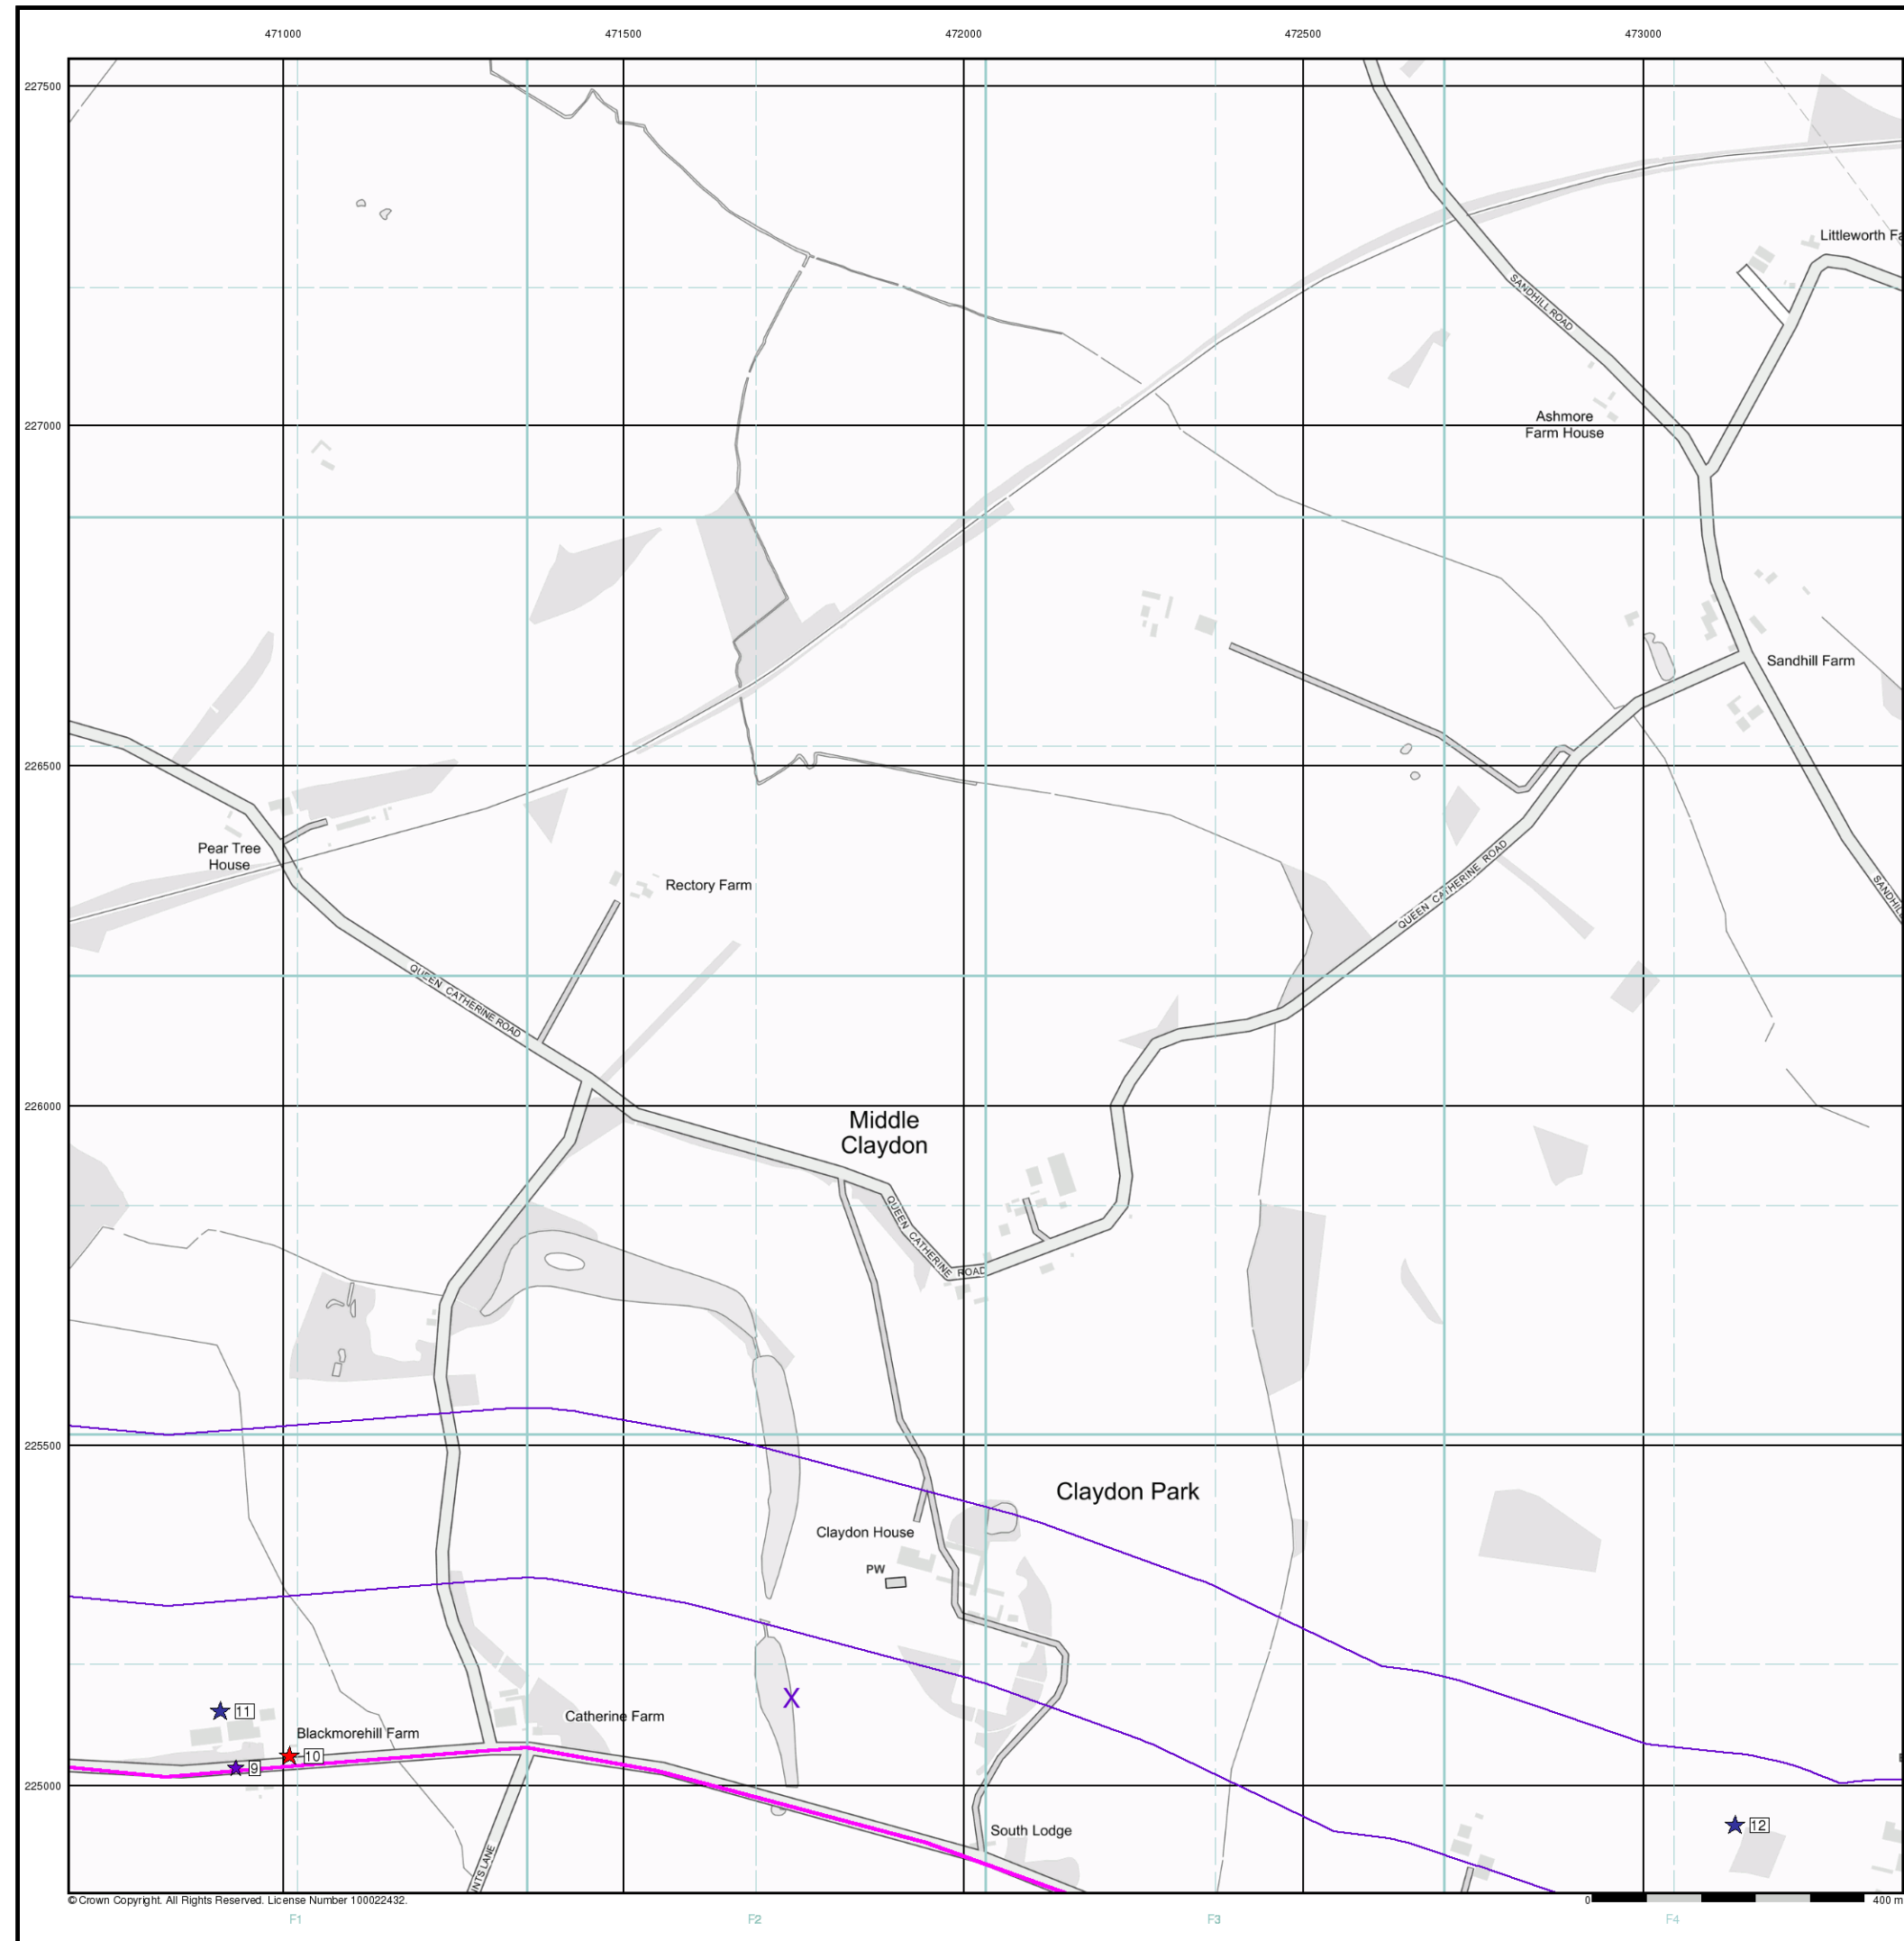 471000 471500 472000 472500 473000
227500
Littleworth Fa
SANDHILL ROAD
Ashmore
Farm House
227000
Sandhill Farm
226500
Pear Tree
House
Rectory Farm
QUEEN CATHERINE ROAD
SANDHILL
QUEEN CATHERINE ROAD
226000
Middle
Claydon
QUEEN CATHERINE ROAD
225500
Claydon Park
Claydon House
PW
X
11
Catherine Farm
Blackmorehill Farm
10
9
225000
South Lodge
12
NTS LANE
© Crown Copyright. All Rights Reserved. License Number 100022432.
0 400 m
F1 F2 F3 F4